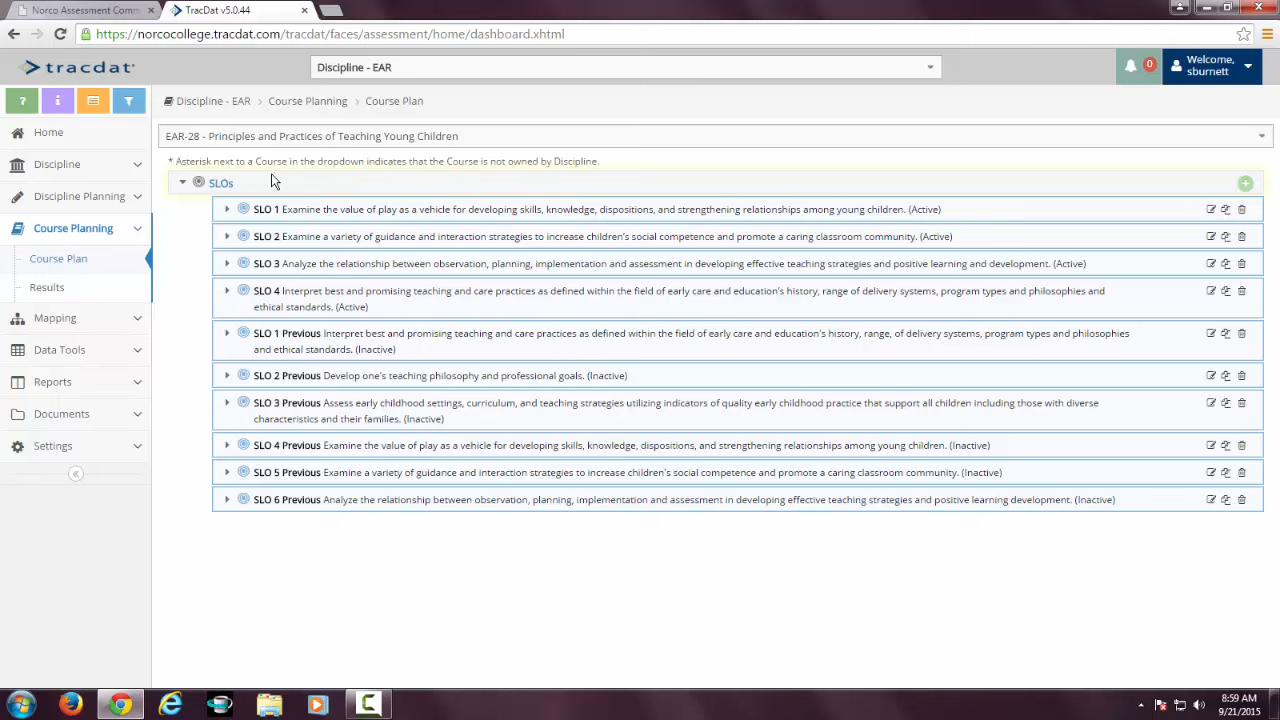 Norco Assessment Comm
TracDat v5.0.44
https://norcocollege.tracdat.com/tracdat/faces/assessment/home/dashboard.xhtml
tracdat
Discipline - EAR
0
Welcome,
sburnett
? i
Discipline - EAR > Course Planning > Course Plan
Home
EAR-28 - Principles and Practices of Teaching Young Children
* Asterisk next to a Course in the dropdown indicates that the Course is not owned by Discipline.
Discipline
SLOs
Discipline Planning
SLO 1 Examine the value of play as a vehicle for developing skills, knowledge, dispositions, and strengthening relationships among young children. (Active)
Course Planning
SLO 2 Examine a variety of guidance and interaction strategies to increase children's social competence and promote a caring classroom community. (Active)
Course Plan
SLO 3 Analyze the relationship between observation, planning, implementation and assessment in developing effective teaching strategies and positive learning and development. (Active)
Results
SLO 4 Interpret best and promising teaching and care practices as defined within the field of early care and education's history, range of delivery systems, program types and philosophies and
ethical standards. (Active)
Mapping
SLO 1 Previous Interpret best and promising teaching and care practices as defined within the field of early care and education's history, range, of delivery systems, program types and philosophies
and ethical standards. (Inactive)
Data Tools
SLO 2 Previous Develop one's teaching philosophy and professional goals. (Inactive)
Reports
SLO 3 Previous Assess early childhood settings, curriculum, and teaching strategies utilizing indicators of quality early childhood practice that support all children including those with diverse
characteristics and their families. (Inactive)
Documents
SLO 4 Previous Examine the value of play as a vehicle for developing skills, knowledge, dispositions, and strengthening relationships among young children. (Inactive)
Settings
SLO 5 Previous Examine a variety of guidance and interaction strategies to increase children's social competence and promote a caring classroom community. (Inactive)
SLO 6 Previous Analyze the relationship between observation, planning, implementation and assessment in developing effective teaching strategies and positive learning development. (Inactive)
8:59 AM
9/21/2015